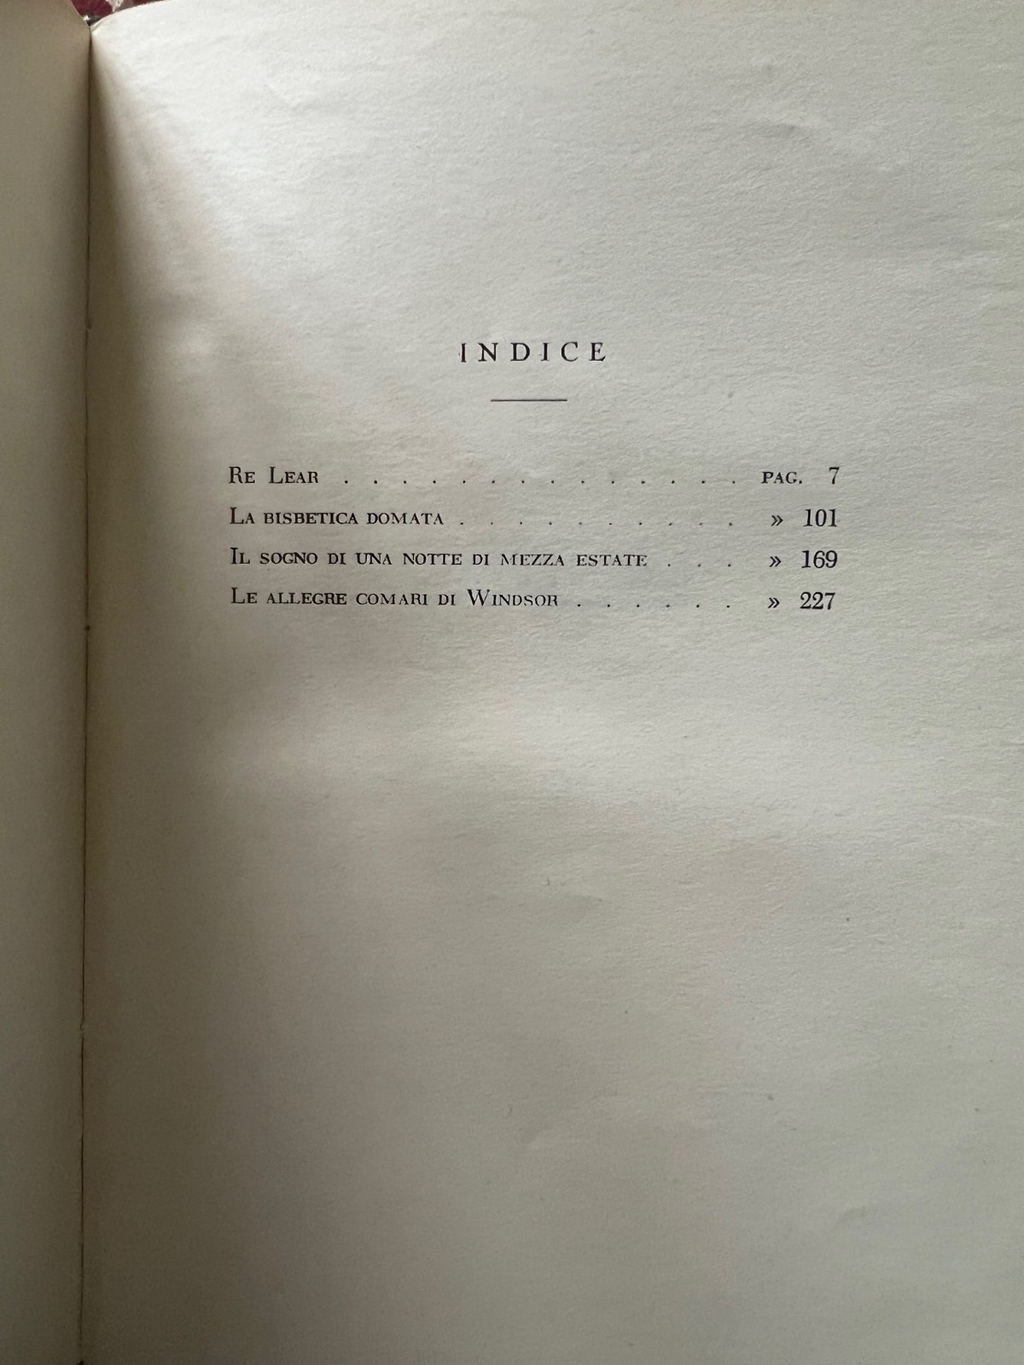 INDICE
Re Lear . . . . . . . . . . . . . . pag. 7
La bisbetica domata . . . . . . . . . . » 101
Il sogno di una notte di mezza estate . . . » 169
Le allegre comari di Windsor . . . . . . » 227